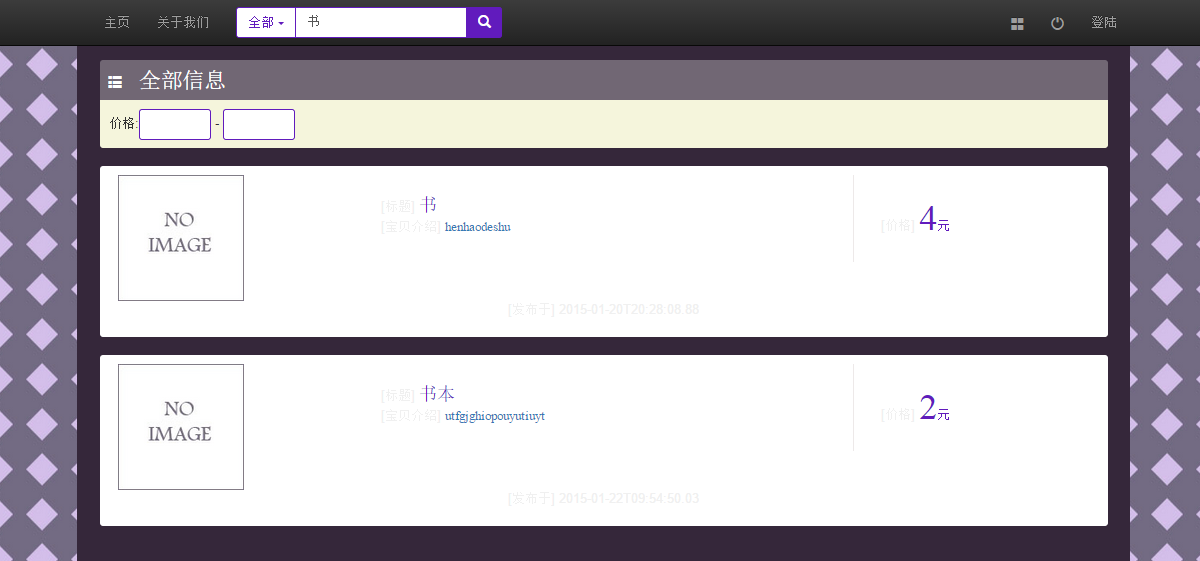 主页 关于我们 全部 书 登陆
全部信息
价格: -
NO
IMAGE
[标题] 书
[宝贝介绍] henhaodeshu
[价格] 4元
[发布于] 2015-01-20T20:28:08.88
NO
IMAGE
[标题] 书本
[宝贝介绍] utfgjghiopouyutiuyt
[价格] 2元
[发布于] 2015-01-22T09:54:50.03